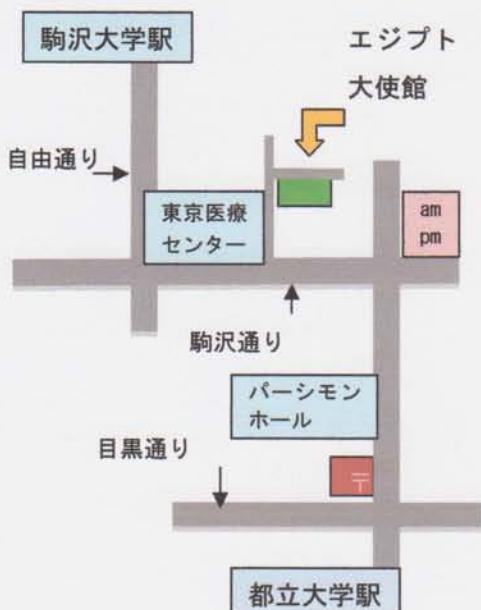 駒沢大学駅
エジプト
大使館
自由通り
東京医療
センター
am
pm
駒沢通り
パーシモン
ホール
目黒通り
〒
都立大学駅